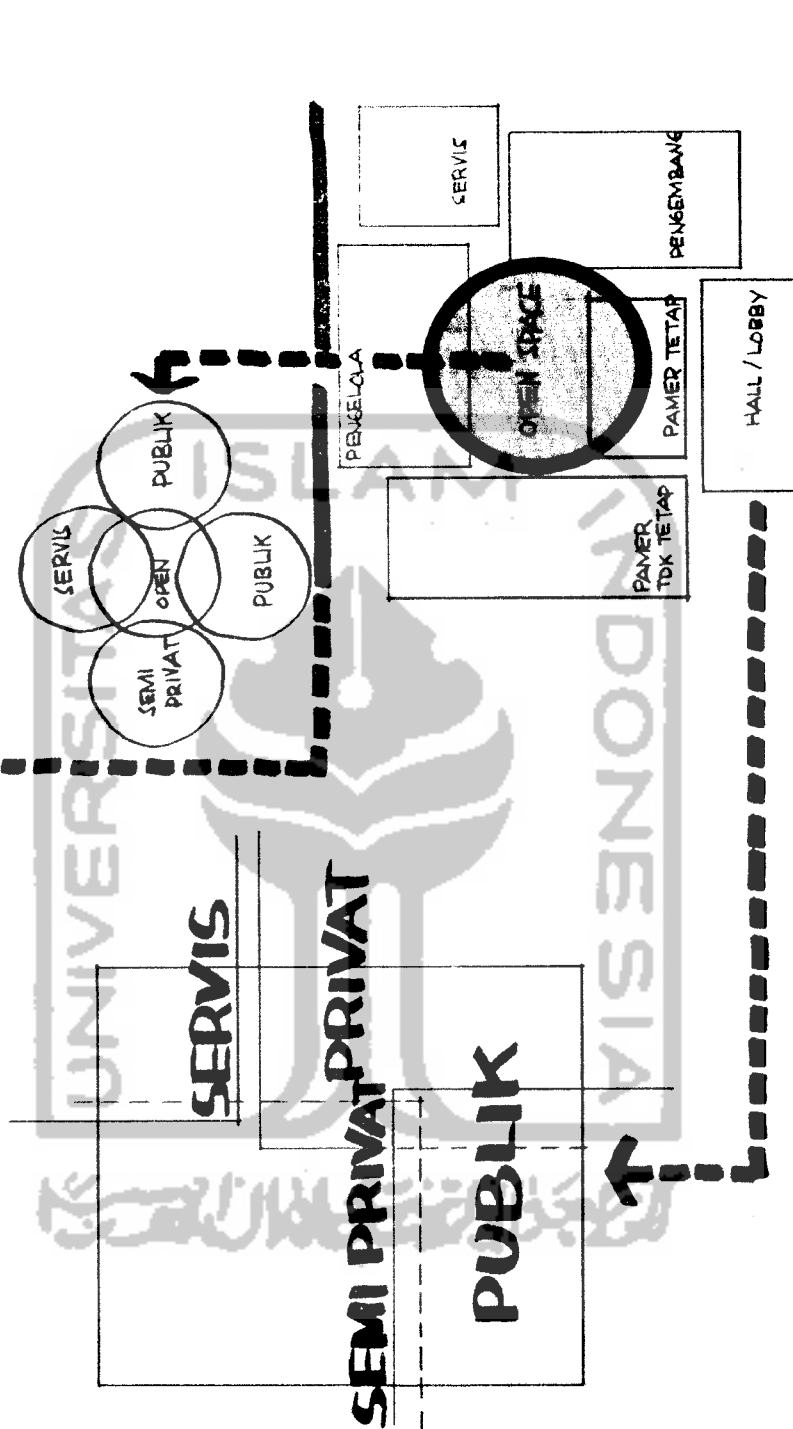 SERVIS
SEMI PRIVAT
PRIVAT
PUBLIK
SERVIS
SEMI
PRIVAT
OPEN
PUBLIK
PUBLIK
PENGELOLA
SERVIS
OPEN SPACE
PAMER
TDK TETAP
PAMER TETAP
PENGEMBANG
HALL / LOBBY
UNIVERSITAS
ISLAM
INDONESIA